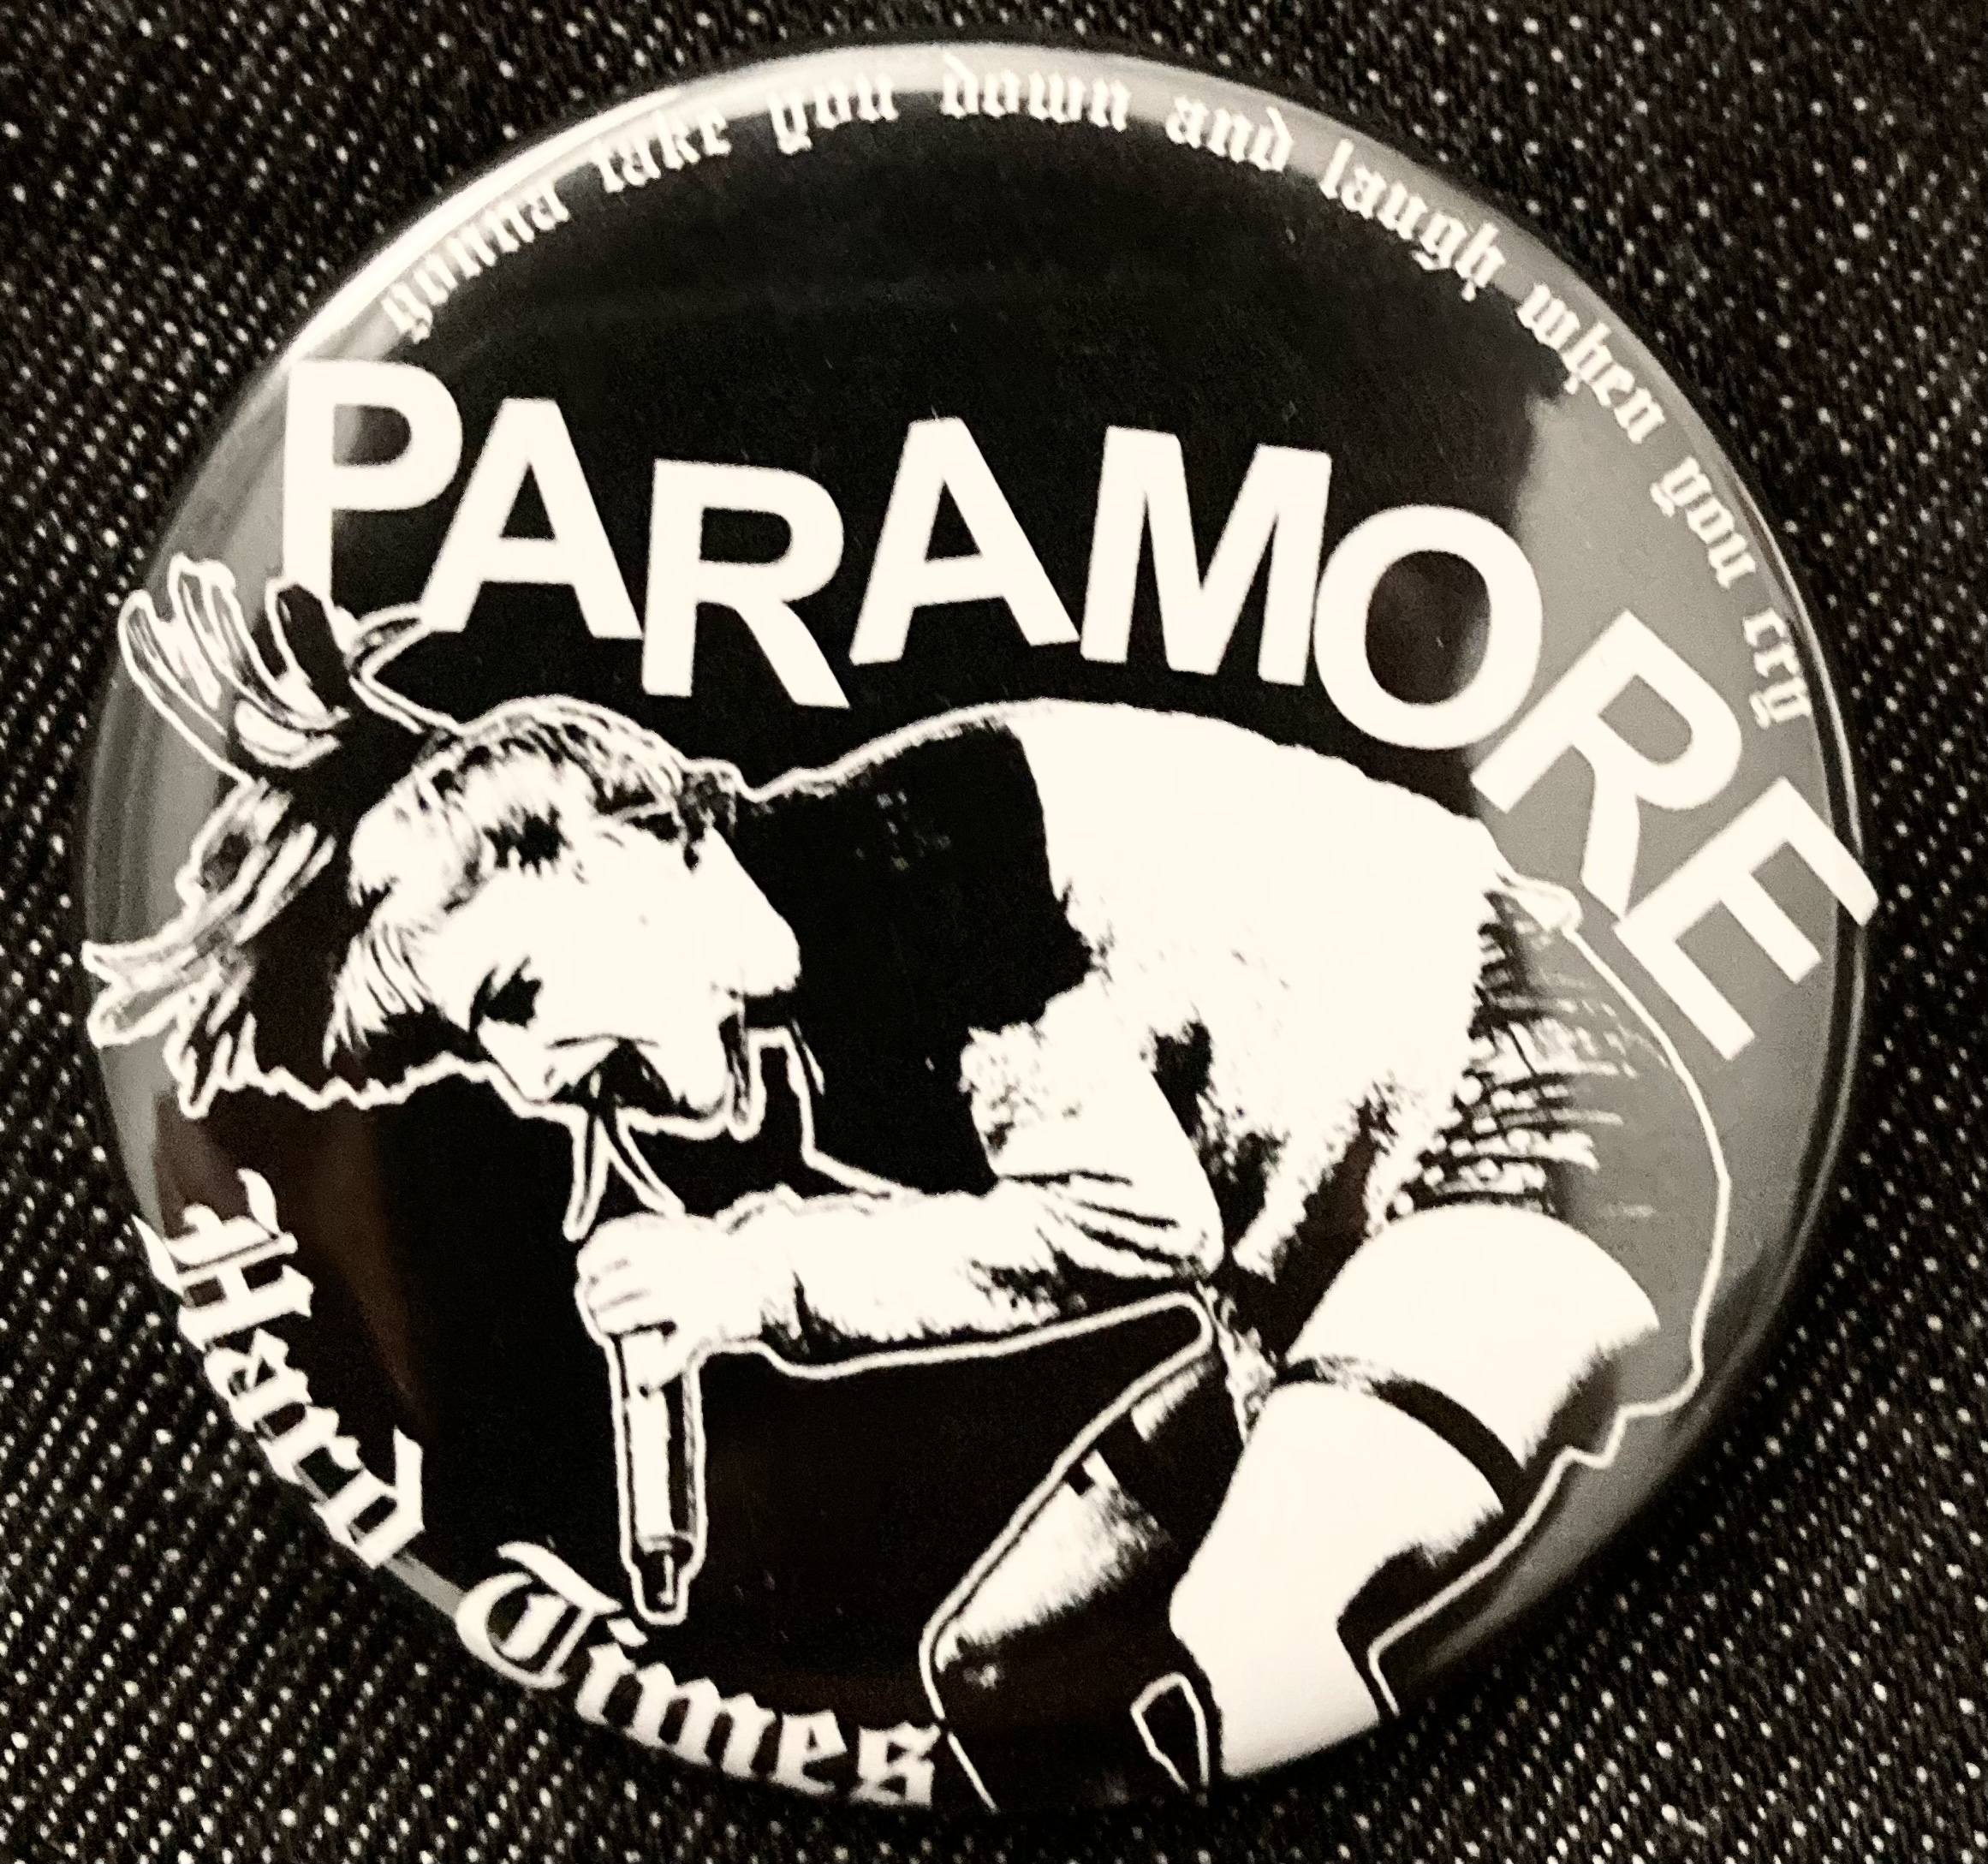 gonna take you down and laugh when you cry
PARAMORE
Hard Times